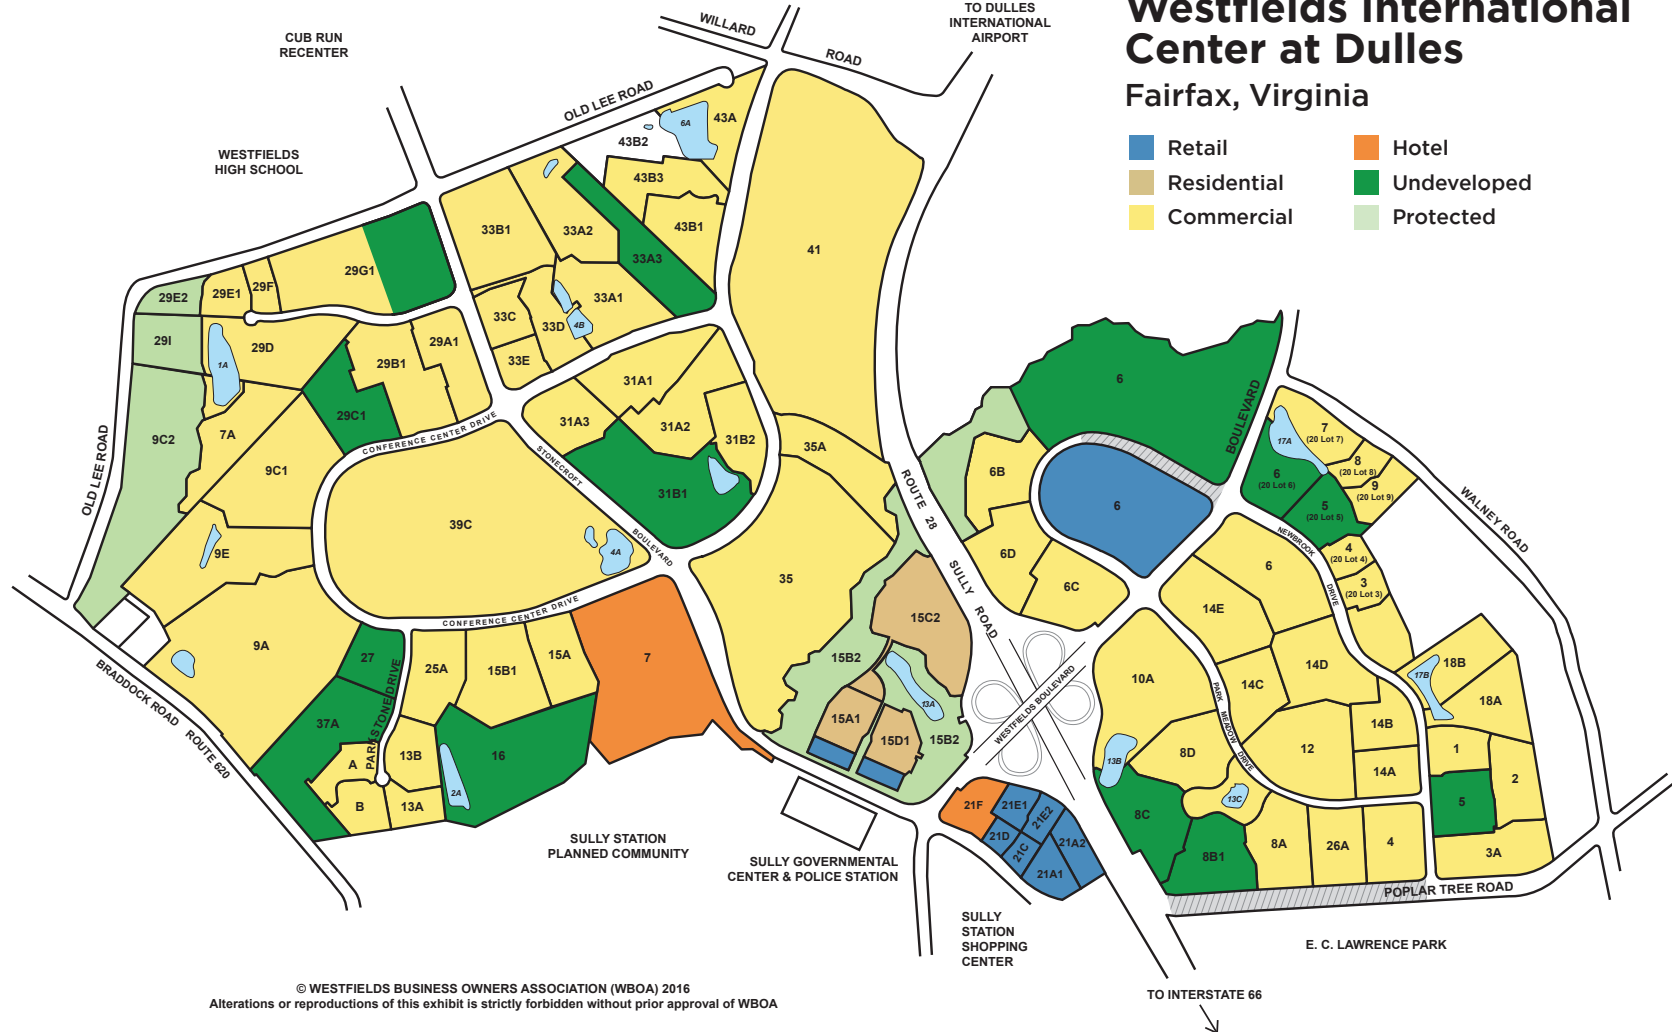 Westfields International
Center at Dulles
Fairfax, Virginia
Retail
Residential
Commercial
Hotel
Undeveloped
Protected
TO DULLES
INTERNATIONAL
AIRPORT
WILLARD
ROAD
CUB RUN
RECENTER
OLD LEE ROAD
WESTFIELDS
HIGH SCHOOL
6A
43A
43B2
43B3
43B1
33B1
33A2
33A3
33A1
33C
33D
4B
33E
41
29G1
29E2
29E1
29F
29I
29D
1A
29B1
29A1
29C1
9C2
7A
9C1
OLD LEE ROAD
CONFERENCE CENTER DRIVE
31A1
31A3
31A2
31B2
31B1
STONECROFT
BOULEVARD
39C
4A
9E
9A
35A
35
ROUTE 28
SULLY ROAD
6
BOULEVARD
6B
6
6D
6C
17A
7
(20 Lot 7)
8
(20 Lot 8)
9
(20 Lot 9)
6
(20 Lot 6)
5
(20 Lot 5)
4
(20 Lot 4)
3
(20 Lot 3)
WALNEY ROAD
NEWBROOK
DRIVE
6
14E
14D
14C
14B
14A
12
18B
17B
18A
1
2
5
3A
10A
PARK
MEADOW
DRIVE
8D
13B
13C
8C
8B1
8A
26A
4
POPLAR TREE ROAD
E. C. LAWRENCE PARK
CONFERENCE CENTER DRIVE
27
25A
15B1
15A
7
37A
PARKSTONE DRIVE
A
B
13B
13A
2A
16
BRADDOCK ROAD
ROUTE 620
15C2
15B2
13A
15A1
15D1
15B2
WESTFIELDS BOULEVARD
21F
21E1
21E2
21D
21C
21A2
21A1
SULLY STATION
PLANNED COMMUNITY
SULLY GOVERNMENTAL
CENTER & POLICE STATION
SULLY
STATION
SHOPPING
CENTER
TO INTERSTATE 66
© WESTFIELDS BUSINESS OWNERS ASSOCIATION (WBOA) 2016
Alterations or reproductions of this exhibit is strictly forbidden without prior approval of WBOA